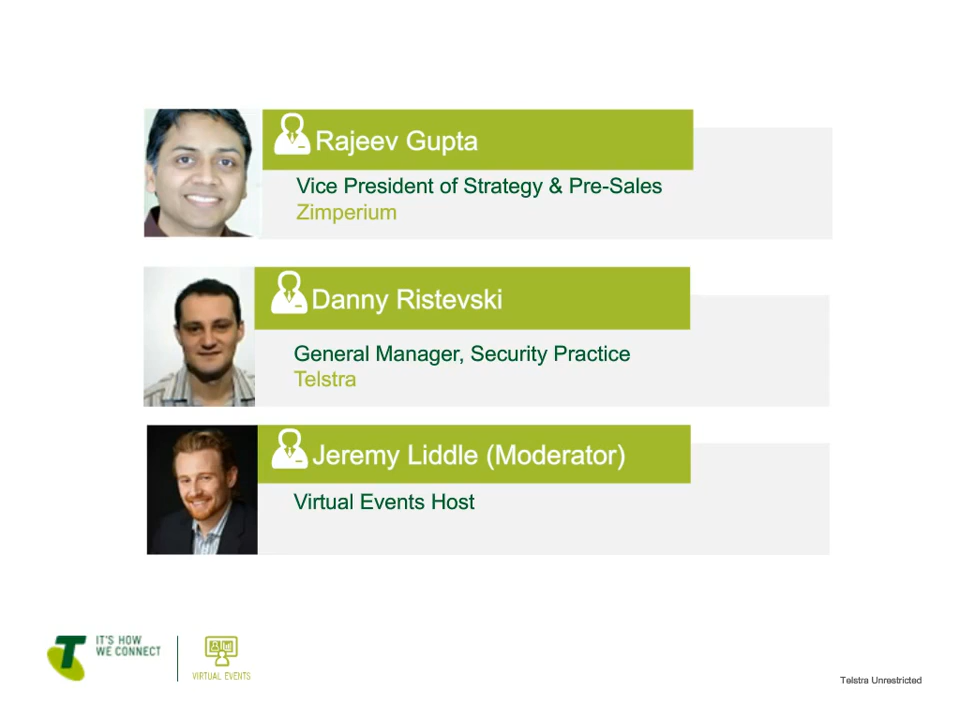 Rajeev Gupta
Vice President of Strategy & Pre-Sales
Zimperium
Danny Ristevski
General Manager, Security Practice
Telstra
Jeremy Liddle (Moderator)
Virtual Events Host
T
IT'S HOW
WE CONNECT
VIRTUAL EVENTS
Telstra Unrestricted